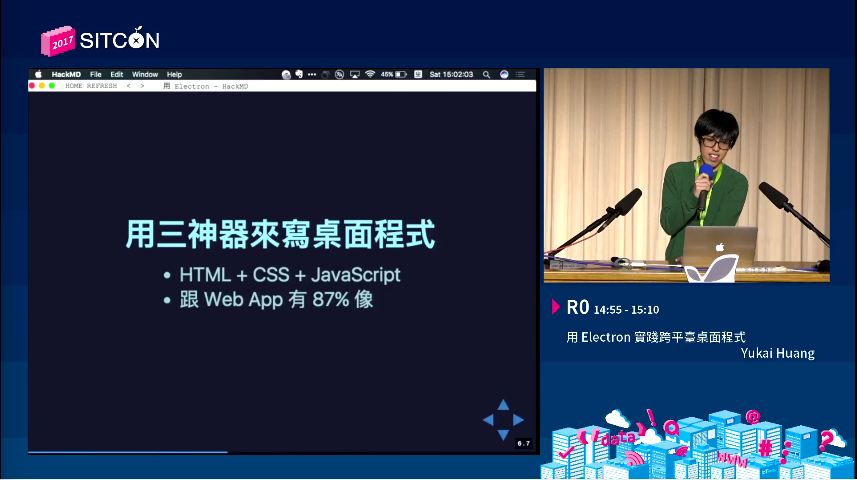 2017 SITCON
HackMD File Edit Window Help 45% Sat 15:02:03
HOME REFRESH < > 用 Electron - HackMD
用三神器來寫桌面程式
HTML + CSS + JavaScript
跟 Web App 有 87% 像
6.7
R0 14:55 - 15:10
用 Electron 實踐跨平臺桌面程式
Yukai Huang
data
www